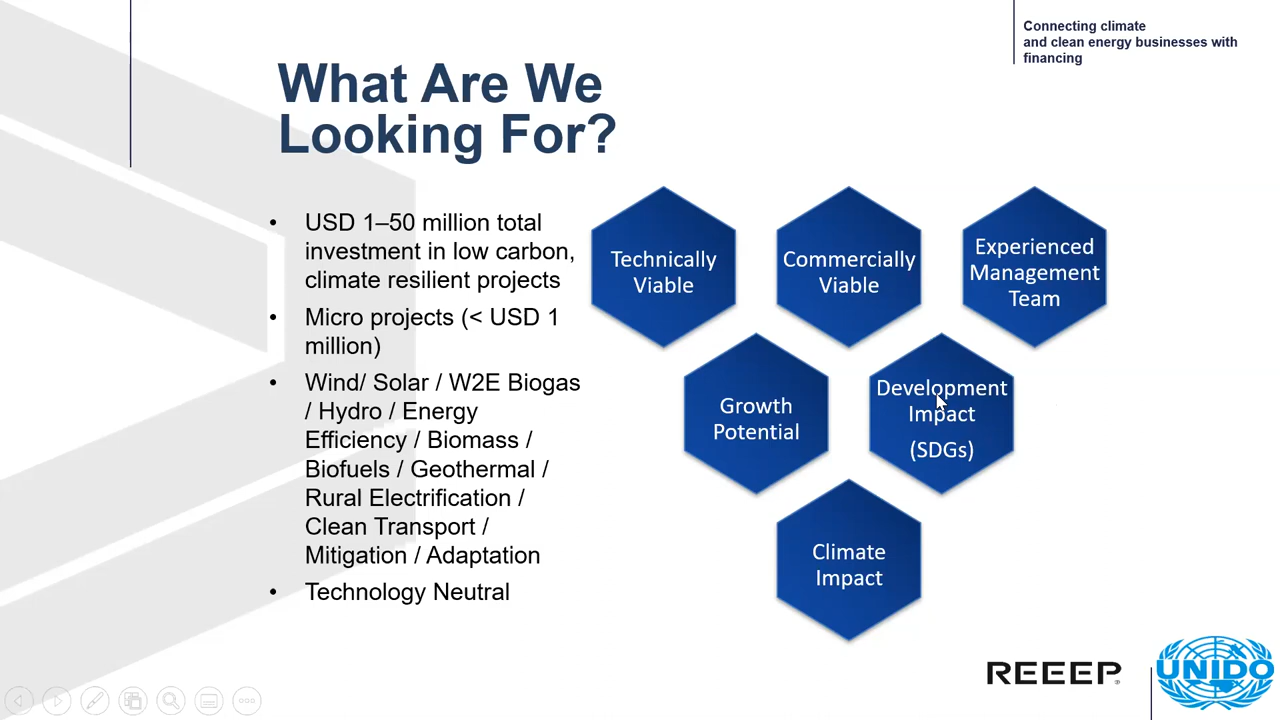 Connecting climate
and clean energy businesses with
financing
What Are We
Looking For?
• USD 1–50 million total
investment in low carbon,
climate resilient projects
• Micro projects (< USD 1
million)
• Wind/ Solar / W2E Biogas
/ Hydro / Energy
Efficiency / Biomass /
Biofuels / Geothermal /
Rural Electrification /
Clean Transport /
Mitigation / Adaptation
• Technology Neutral
Technically
Viable
Commercially
Viable
Experienced
Management
Team
Growth
Potential
Development
Impact
(SDGs)
Climate
Impact
REEEP
UNIDO